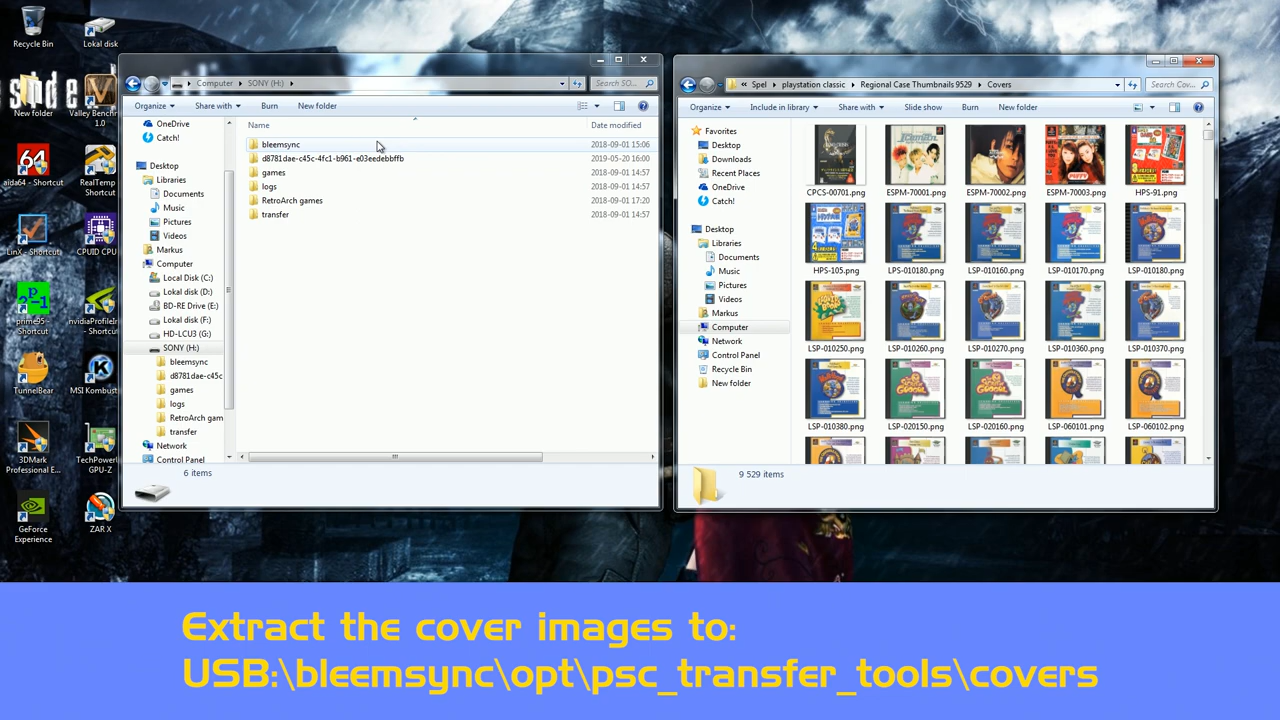 Recycle Bin
Lokal disk
New folder
Valley Benchm
1.0
aida64 - Shortcut
RealTemp
Shortcut
LinX - Shortcut
CPUID CPU
prime95 -
Shortcut
nvidiaProfileIn
- Shortcut
TunnelBear
MSI Kombust
3DMark
Professional E...
TechPowerU
GPU-Z
GeForce
Experience
ZAR X
Computer
SONY (H:)
Search SO...
Organize
Share with
Burn
New folder
OneDrive
Catch!
Desktop
Libraries
Documents
Music
Pictures
Videos
Markus
Computer
Local Disk (C:)
Lokal disk (D:)
BD-RE Drive (E:)
Lokal disk (F:)
HD-LCU3 (G:)
SONY (H:)
bleemsync
d8781dae-c45c
games
logs
RetroArch gam
transfer
Network
Control Panel
Name
Date modified
bleemsync
2018-09-01 15:06
d8781dae-c45c-4fc1-b961-e03eedebbffb
2019-05-20 16:00
games
2018-09-01 14:57
logs
2018-09-01 14:57
RetroArch games
2018-09-01 17:20
transfer
2018-09-01 14:57
6 items
« Spel
playstation classic
Regional Case Thumbnails 9529
Covers
Search Cov...
Organize
Include in library
Share with
Slide show
Burn
New folder
Favorites
Desktop
Downloads
Recent Places
OneDrive
Catch!
Desktop
Libraries
Documents
Music
Pictures
Videos
Markus
Computer
Network
Control Panel
Recycle Bin
New folder
CPCS-00701.png
ESPM-70001.png
ESPM-70002.png
ESPM-70003.png
HPS-91.png
HPS-105.png
LPS-010180.png
LSP-010160.png
LSP-010170.png
LSP-010180.png
LSP-010250.png
LSP-010260.png
LSP-010270.png
LSP-010360.png
LSP-010370.png
LSP-010380.png
LSP-020150.png
LSP-020160.png
LSP-060101.png
LSP-060102.png
9 529 items
Extract the cover images to:
USB:\bleemsync\opt\psc_transfer_tools\covers